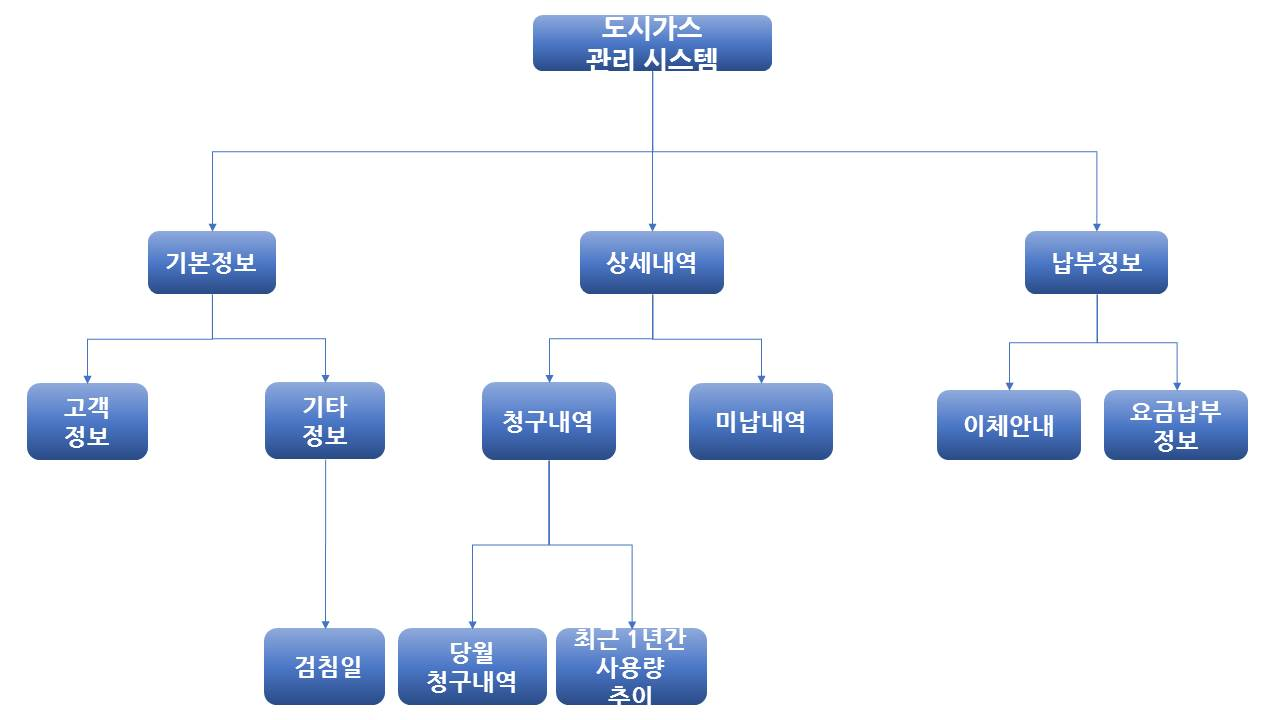 도시가스
관리 시스템
기본정보
상세내역
납부정보
고객
정보
기타
정보
청구내역
미납내역
이체안내
요금납부
정보
검침일
당월
청구내역
최근 1년간
사용량
추이